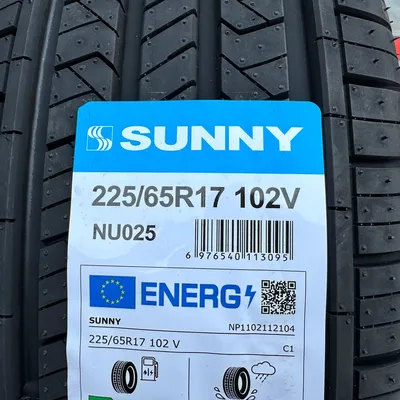 SUNNY
225/65R17 102V
NU025
6 976540 113095
ENERG
SUNNY
NP1102112104
225/65R17 102 V
C1